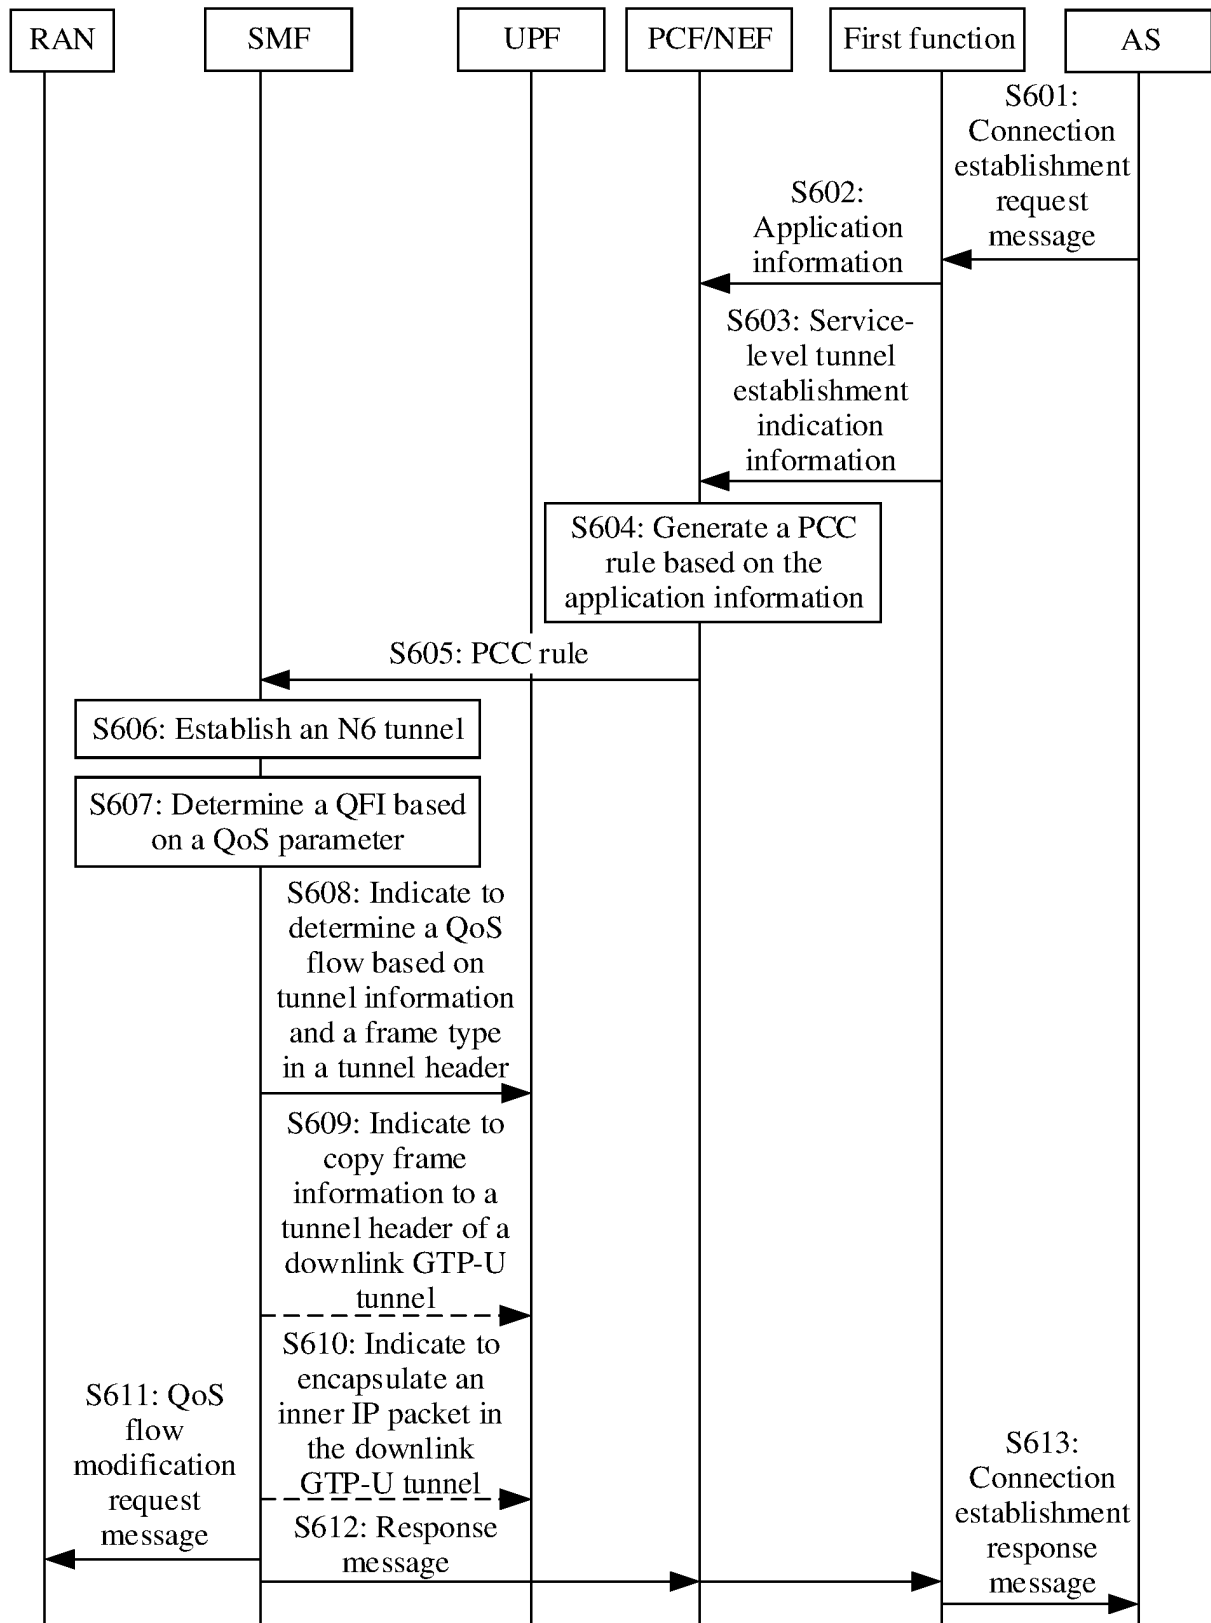 RAN
SMF
UPF
PCF/NEF
First function
AS
S601:
Connection
establishment
request
message
S602:
Application
information
S603: Service-
level tunnel
establishment
indication
information
S604: Generate a PCC
rule based on the
application information
S605: PCC rule
S606: Establish an N6 tunnel
S607: Determine a QFI based
on a QoS parameter
S608: Indicate to
determine a QoS
flow based on
tunnel information
and a frame type
in a tunnel header
S609: Indicate to
copy frame
information to a
tunnel header of a
downlink GTP-U
tunnel
S610: Indicate to
encapsulate an
inner IP packet in
the downlink
GTP-U tunnel
S611: QoS
flow
modification
request
message
S612: Response
message
S613:
Connection
establishment
response
message